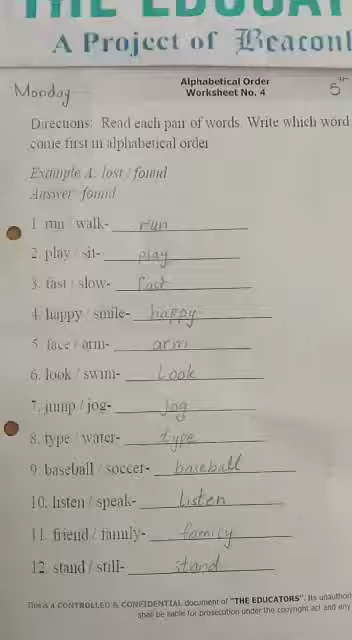 THE EDUCAT
A Project of Beaconl
Monday
Alphabetical Order
Worksheet No. 4
5th
Directions: Read each pair of words. Write which word
come first in alphabetical order
Example A. lost / found
Answer: found
1. run / walk- run
2. play / sit- play
3. fast / slow- fast
4. happy / smile- happy
5. face / arm- arm
6. look / swim- Look
7. jump / jog- jog
8. type / water- type
9. baseball / soccer- baseball
10. listen / speak- Listen
11. friend / family- family
12. stand / still- stand
This is a CONTROLLED & CONFIDENTIAL document of "THE EDUCATORS". Its unauthori
shall be liable for prosecution under the copyright act and any